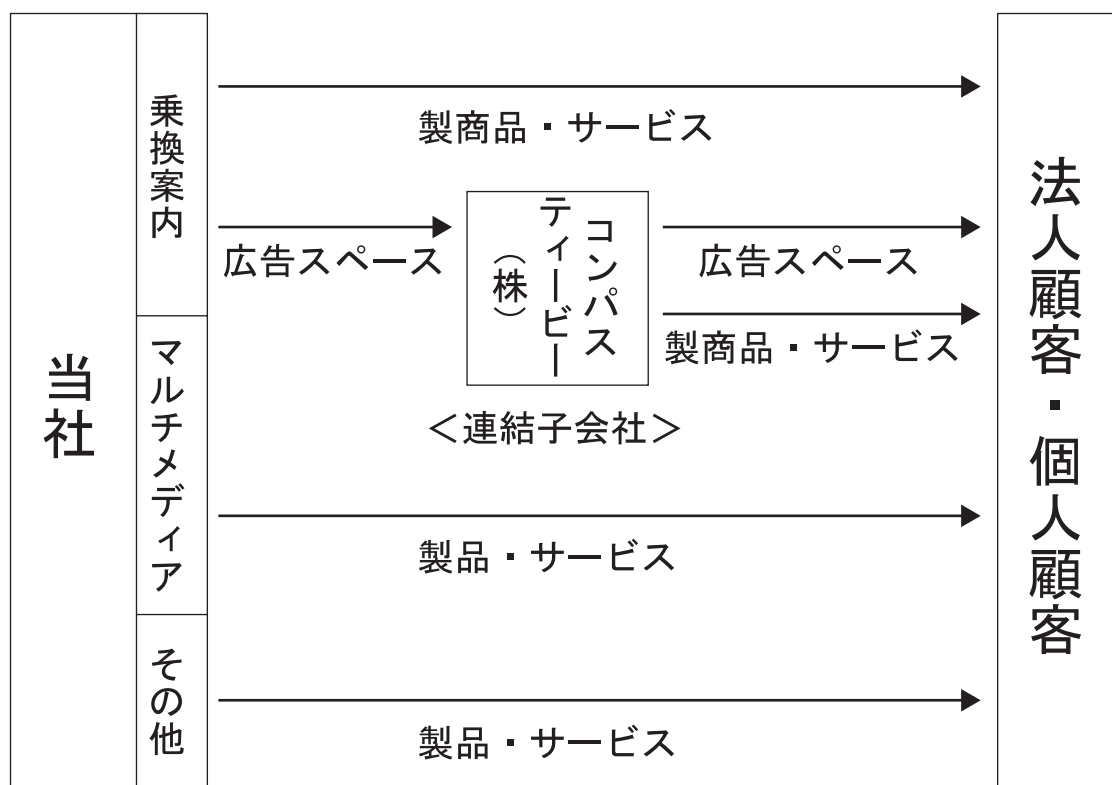 当社
乗換案内
製商品・サービス
広告スペース
コンパス
ティービー
(株)
広告スペース
製商品・サービス
＜連結子会社＞
マルチメディア
製品・サービス
その他
製品・サービス
法人顧客・個人顧客